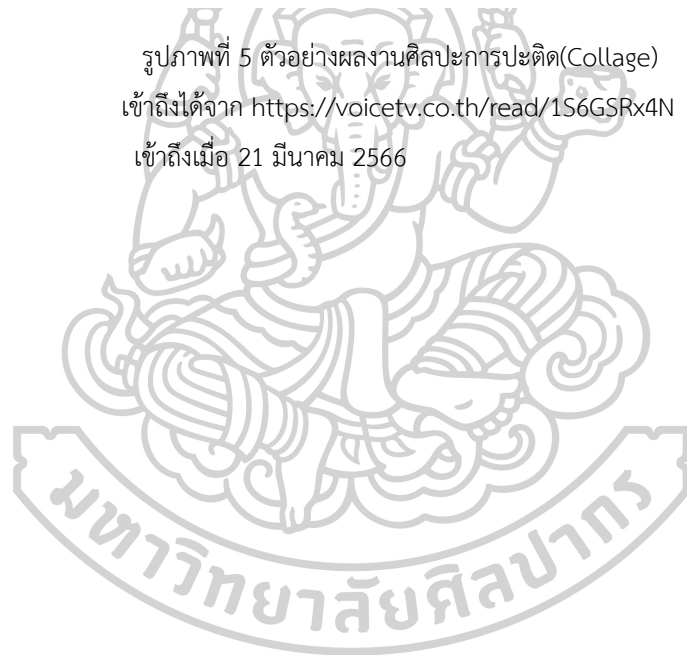 รูปภาพที่ 5 ตัวอย่างผลงานศิลปะการปะติด(Collage)
เข้าถึงได้จาก https://voicetv.co.th/read/1S6GSRx4N
เข้าถึงเมื่อ 21 มีนาคม 2566
มหาวิทยาลัยศิลปากร